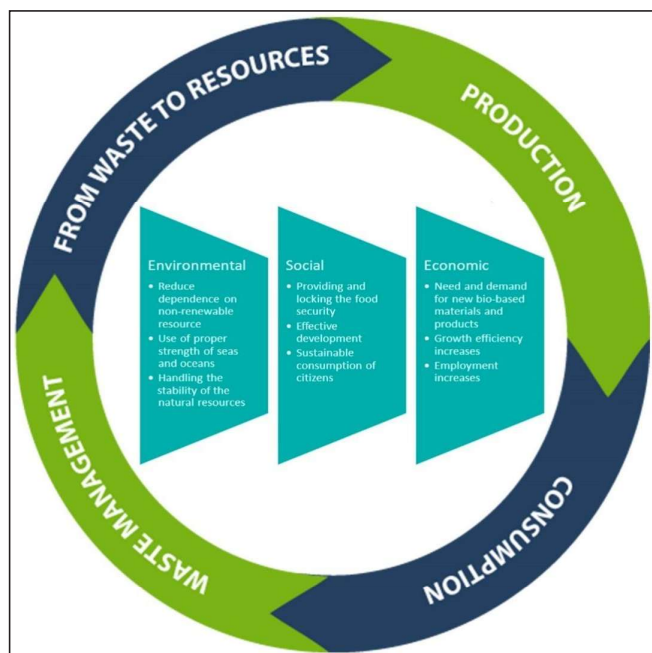 FROM WASTE TO RESOURCES
PRODUCTION
Environmental
• Reduce
dependence on
non-renewable
resource
• Use of proper
strength of seas
and oceans
• Handling the
stability of the
natural resources
Social
• Providing and
locking the food
security
• Effective
development
• Sustainable
consumption of
citizens
Economic
• Need and demand
for new bio-based
materials and
products
• Growth efficiency
increases
• Employment
increases
CONSUMPTION
WASTE MANAGEMENT